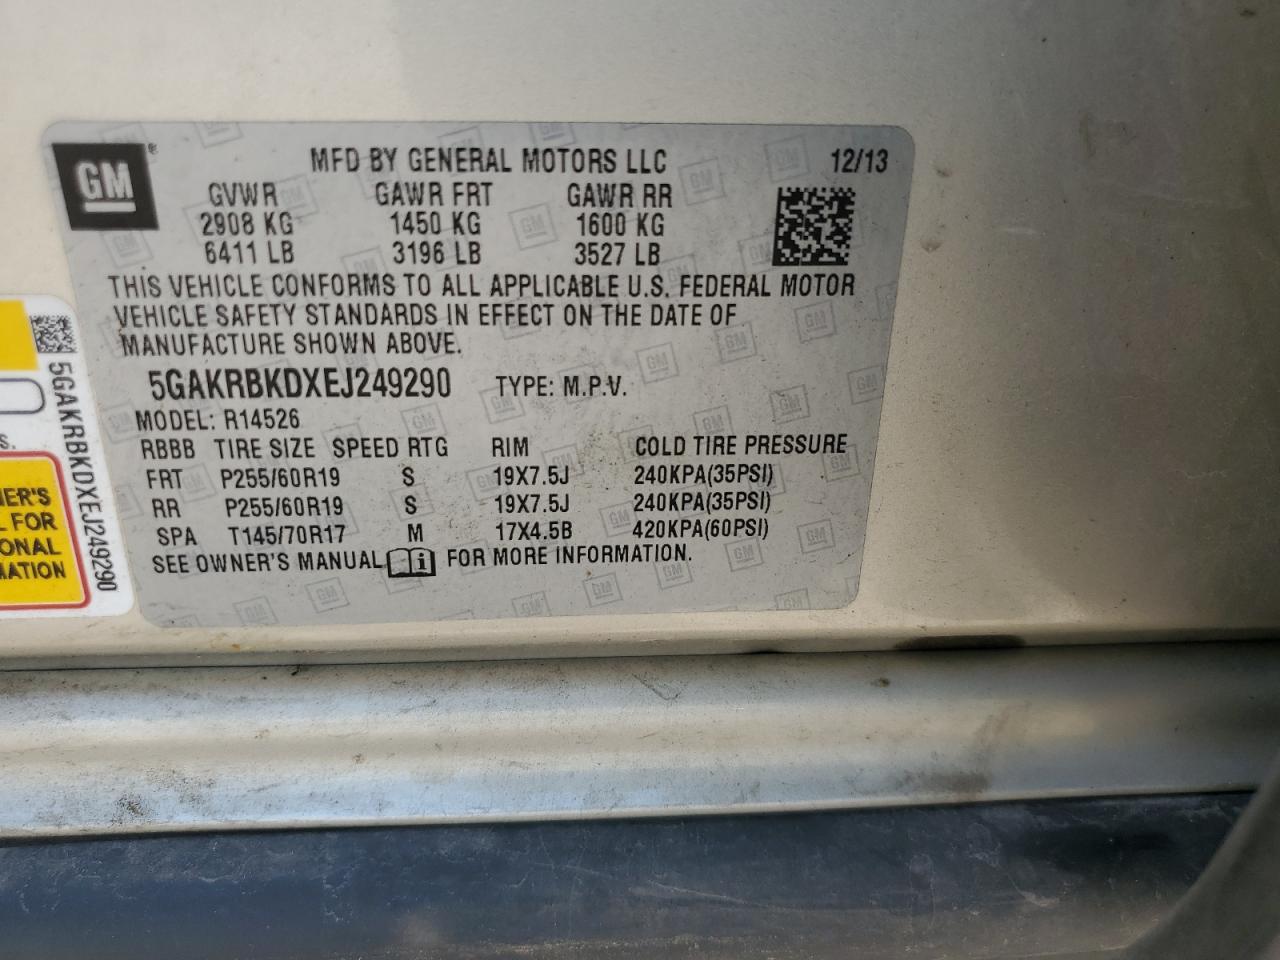 GM
MFD BY GENERAL MOTORS LLC 12/13
GVWR GAWR FRT GAWR RR
2908 KG 1450 KG 1600 KG
6411 LB 3196 LB 3527 LB
THIS VEHICLE CONFORMS TO ALL APPLICABLE U.S. FEDERAL MOTOR
VEHICLE SAFETY STANDARDS IN EFFECT ON THE DATE OF
MANUFACTURE SHOWN ABOVE.
5GAKRBKDXEJ249290 TYPE: M.P.V.
MODEL: R14526
RBBB TIRE SIZE SPEED RTG RIM COLD TIRE PRESSURE
FRT P255/60R19 S 19X7.5J 240KPA(35PSI)
RR P255/60R19 S 19X7.5J 240KPA(35PSI)
SPA T145/70R17 M 17X4.5B 420KPA(60PSI)
SEE OWNER'S MANUAL i FOR MORE INFORMATION.
5GAKRBKDXEJ249290
S.
NER'S
L FOR
ONAL
MATION